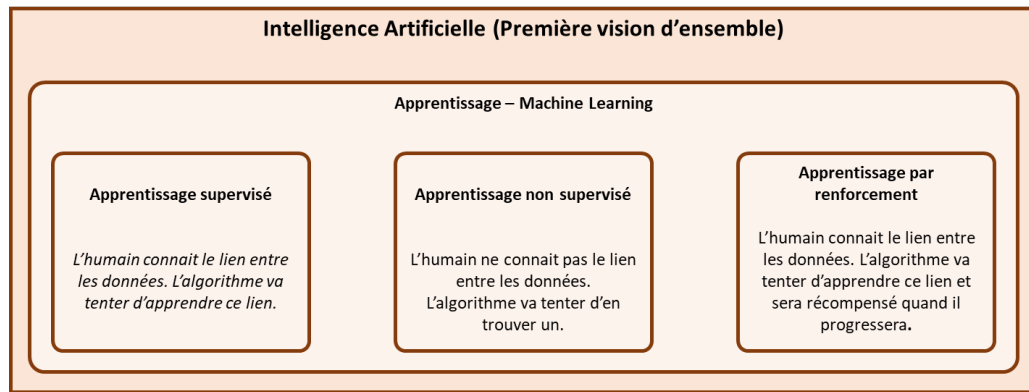 Intelligence Artificielle (Première vision d’ensemble)
Apprentissage – Machine Learning
Apprentissage supervisé
L’humain connait le lien entre
les données. L’algorithme va
tenter d’apprendre ce lien.
Apprentissage non supervisé
L’humain ne connait pas le lien
entre les données.
L’algorithme va tenter d’en
trouver un.
Apprentissage par
renforcement
L’humain connait le lien entre
les données. L’algorithme va
tenter d’apprendre ce lien et
sera récompensé quand il
progressera.